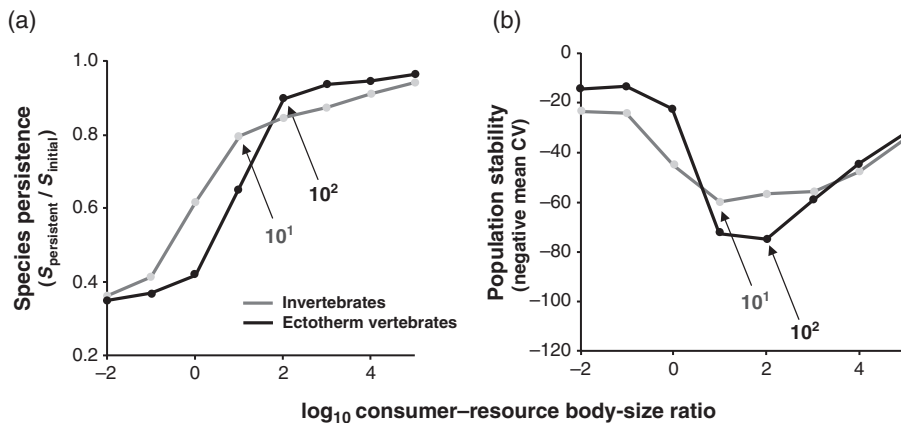 (a)
Species persistence
(Spersistent / Sinitial)
1.0
0.8
0.6
0.4
0.2
−2
0
2
4
10¹
10²
Invertebrates
Ectotherm vertebrates
(b)
Population stability
(negative mean CV)
0
−20
−40
−60
−80
−100
−120
−2
0
2
4
10¹
10²
log₁₀ consumer–resource body-size ratio